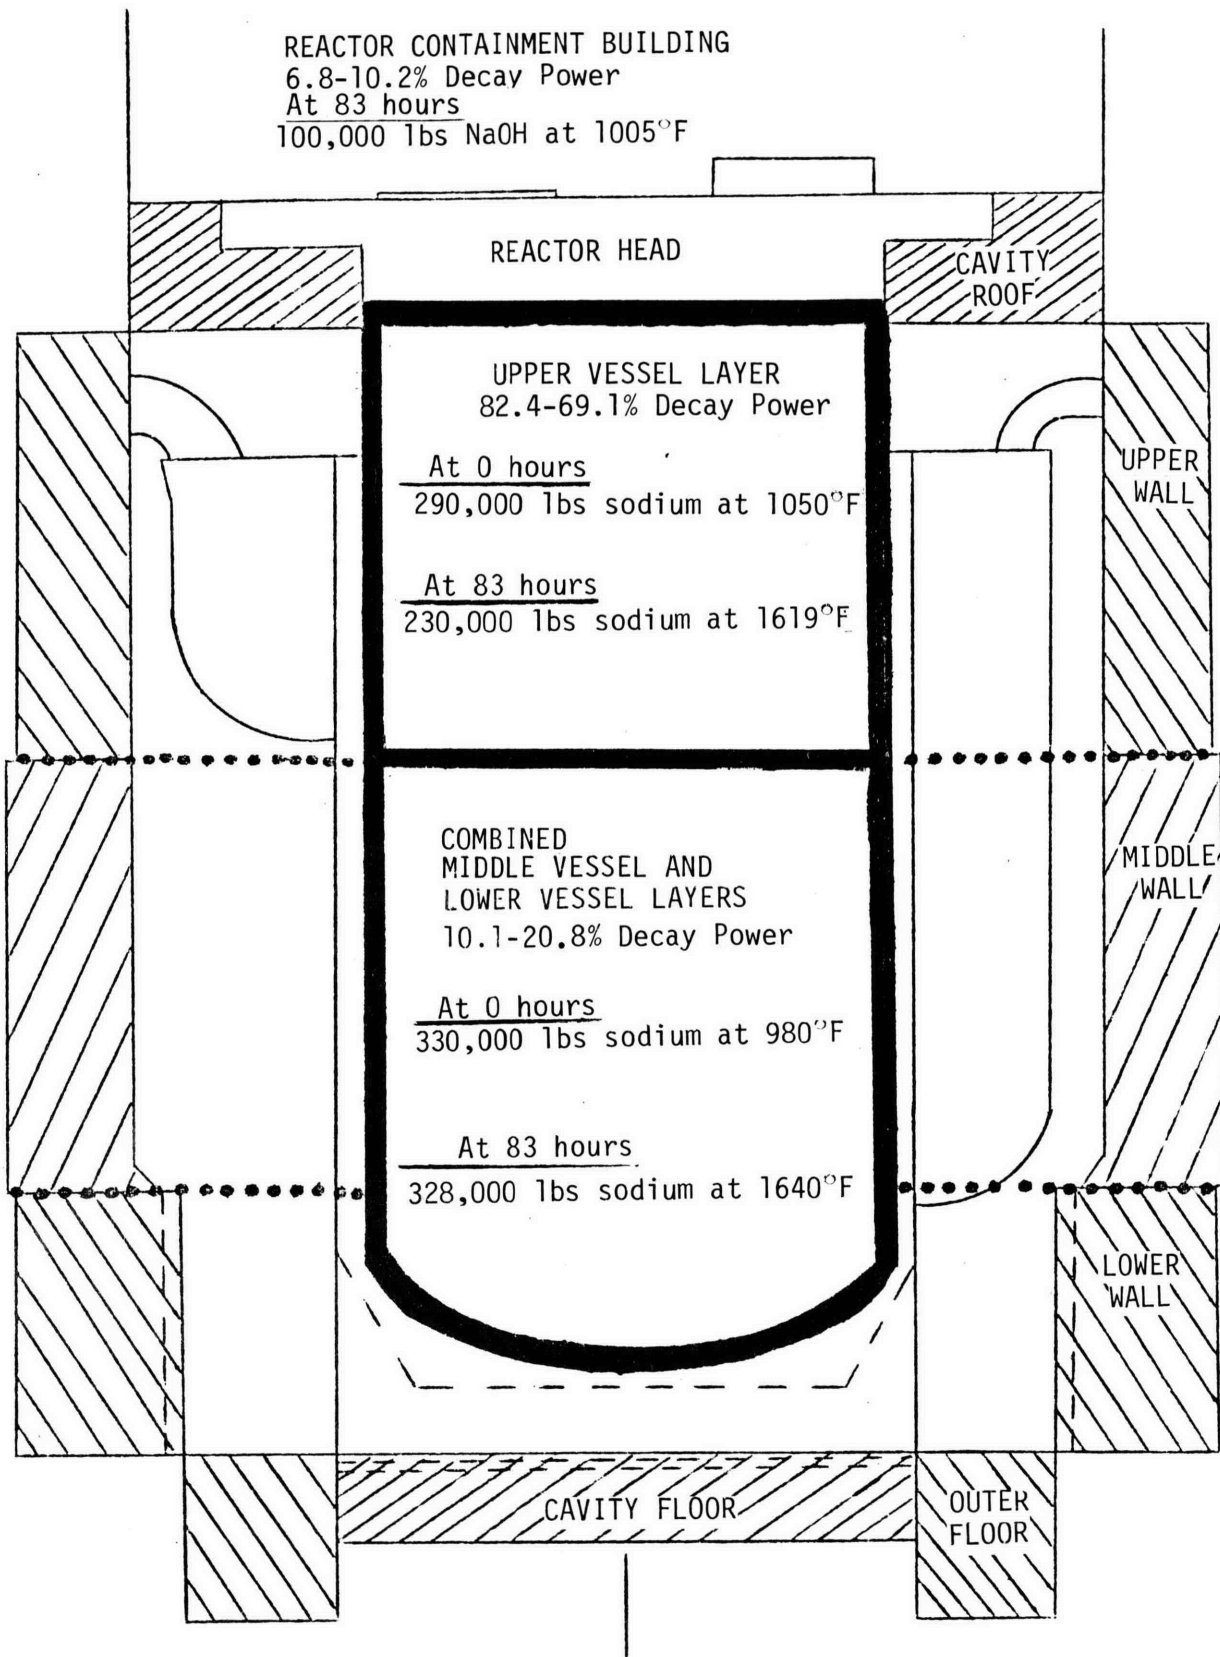 REACTOR CONTAINMENT BUILDING
6.8-10.2% Decay Power
At 83 hours
100,000 lbs NaOH at 1005°F
REACTOR HEAD
CAVITY
ROOF
UPPER VESSEL LAYER
82.4-69.1% Decay Power
At 0 hours
290,000 lbs sodium at 1050°F
At 83 hours
230,000 lbs sodium at 1619°F
UPPER
WALL
COMBINED
MIDDLE VESSEL AND
LOWER VESSEL LAYERS
10.1-20.8% Decay Power
At 0 hours
330,000 lbs sodium at 980°F
At 83 hours
328,000 lbs sodium at 1640°F
MIDDLE
WALL
LOWER
WALL
CAVITY FLOOR
OUTER
FLOOR